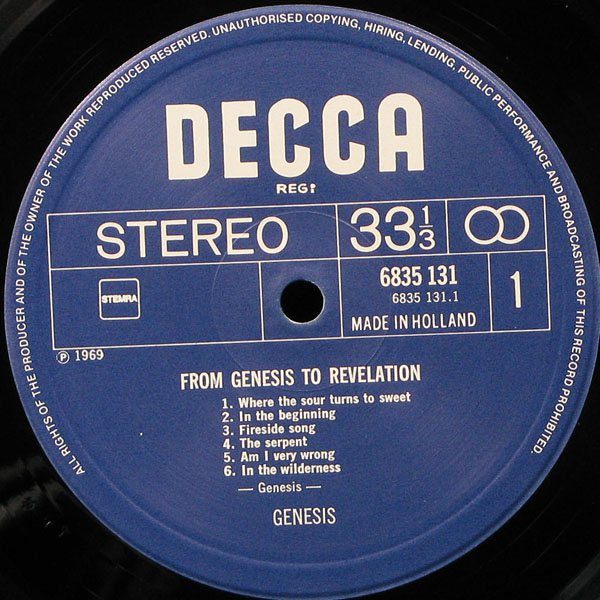 ALL RIGHTS OF THE PRODUCER AND OF THE OWNER OF THE WORK REPRODUCED RESERVED. UNAUTHORISED COPYING, HIRING, LENDING, PUBLIC PERFORMANCE AND BROADCASTING OF THIS RECORD PROHIBITED.
DECCA
REGᵈ
STEREO
33⅓
STEMRA
6835 131
6835 131.1
MADE IN HOLLAND
1
℗ 1969
FROM GENESIS TO REVELATION
1. Where the sour turns to sweet
2. In the beginning
3. Fireside song
4. The serpent
5. Am I very wrong
6. In the wilderness
— Genesis —
GENESIS